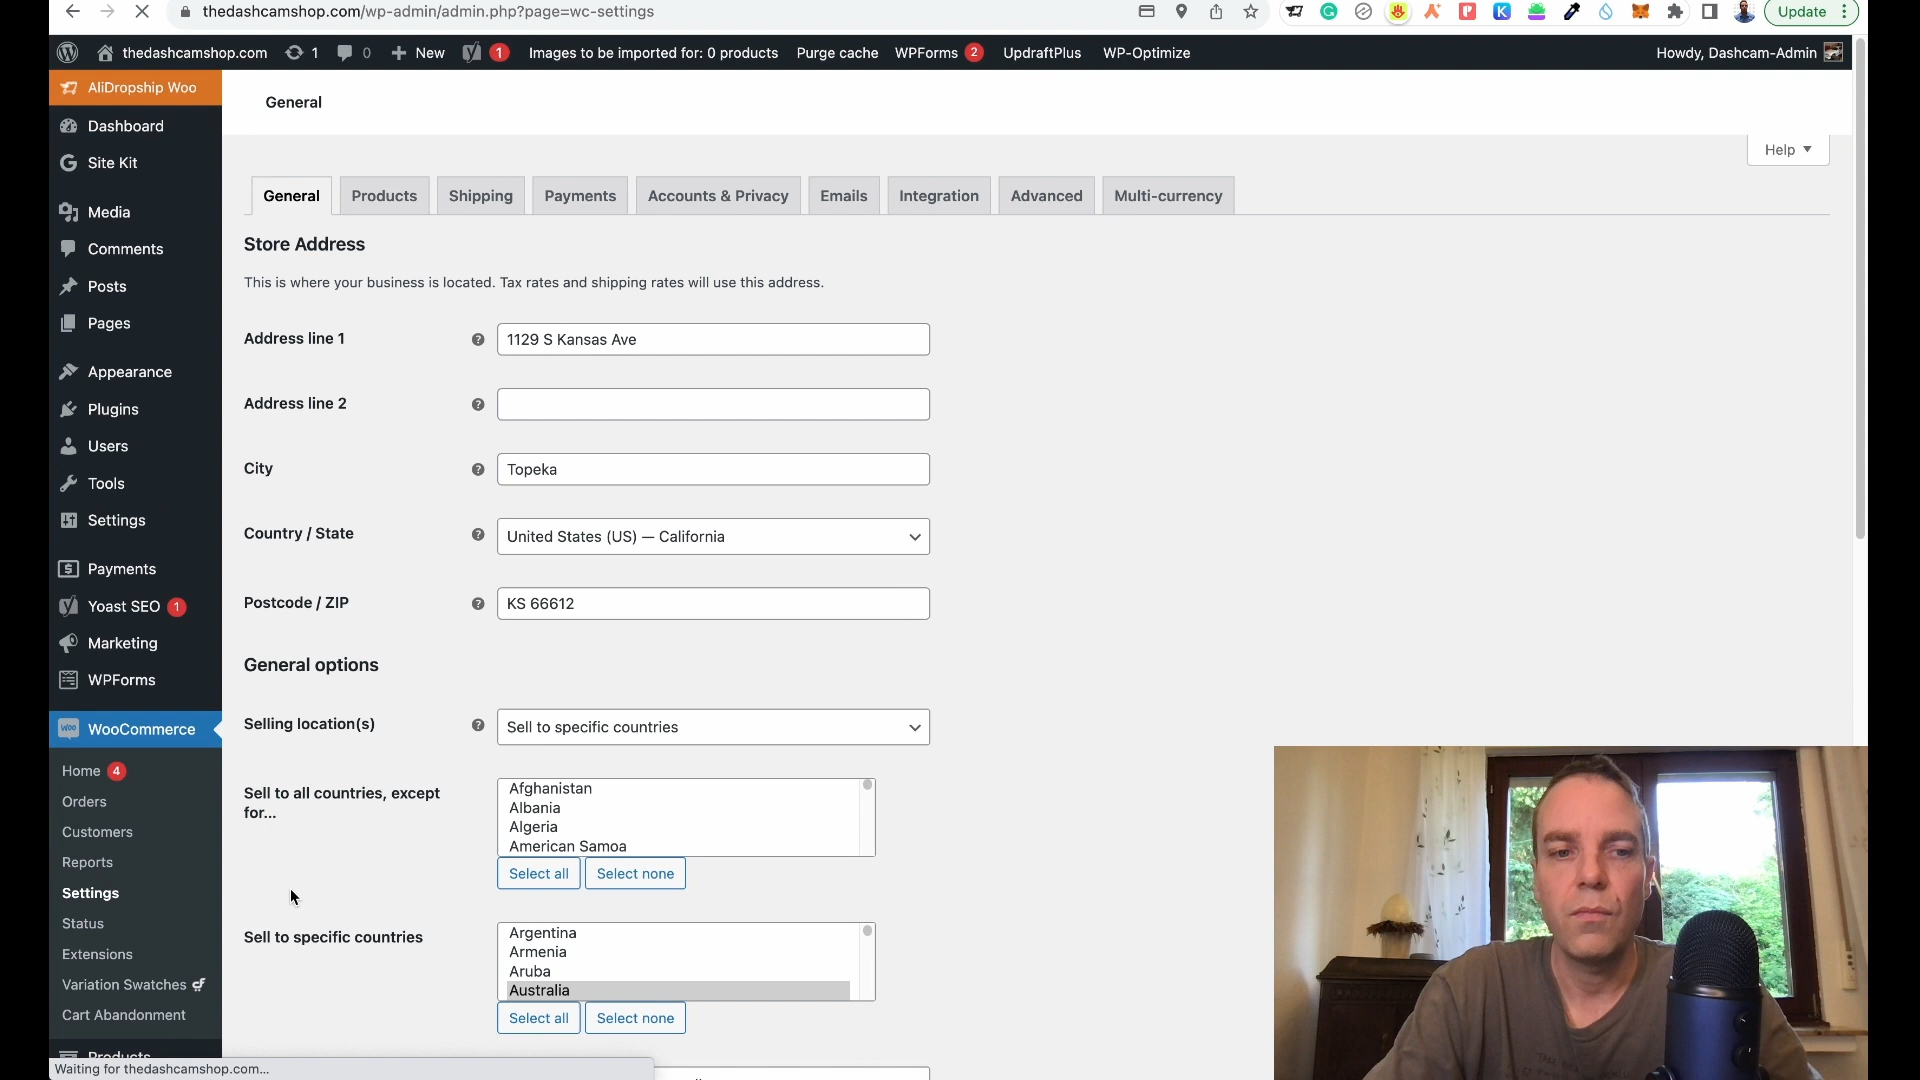 thedashcamshop.com/wp-admin/admin.php?page=wc-settings
Update
thedashcamshop.com
1
0
New
1
Images to be imported for: 0 products
Purge cache
WPForms 2
UpdraftPlus
WP-Optimize
Howdy, Dashcam-Admin
AliDropship Woo
Dashboard
Site Kit
Media
Comments
Posts
Pages
Appearance
Plugins
Users
Tools
Settings
Payments
Yoast SEO 1
Marketing
WPForms
WooCommerce
Home 4
Orders
Customers
Reports
Settings
Status
Extensions
Variation Swatches
Cart Abandonment
Products
Waiting for thedashcamshop.com...
General
Help
General
Products
Shipping
Payments
Accounts & Privacy
Emails
Integration
Advanced
Multi-currency
Store Address
This is where your business is located. Tax rates and shipping rates will use this address.
Address line 1
1129 S Kansas Ave
Address line 2
City
Topeka
Country / State
United States (US) — California
Postcode / ZIP
KS 66612
General options
Selling location(s)
Sell to specific countries
Sell to all countries, except for...
Afghanistan
Albania
Algeria
American Samoa
Select all
Select none
Sell to specific countries
Argentina
Armenia
Aruba
Australia
Select all
Select none